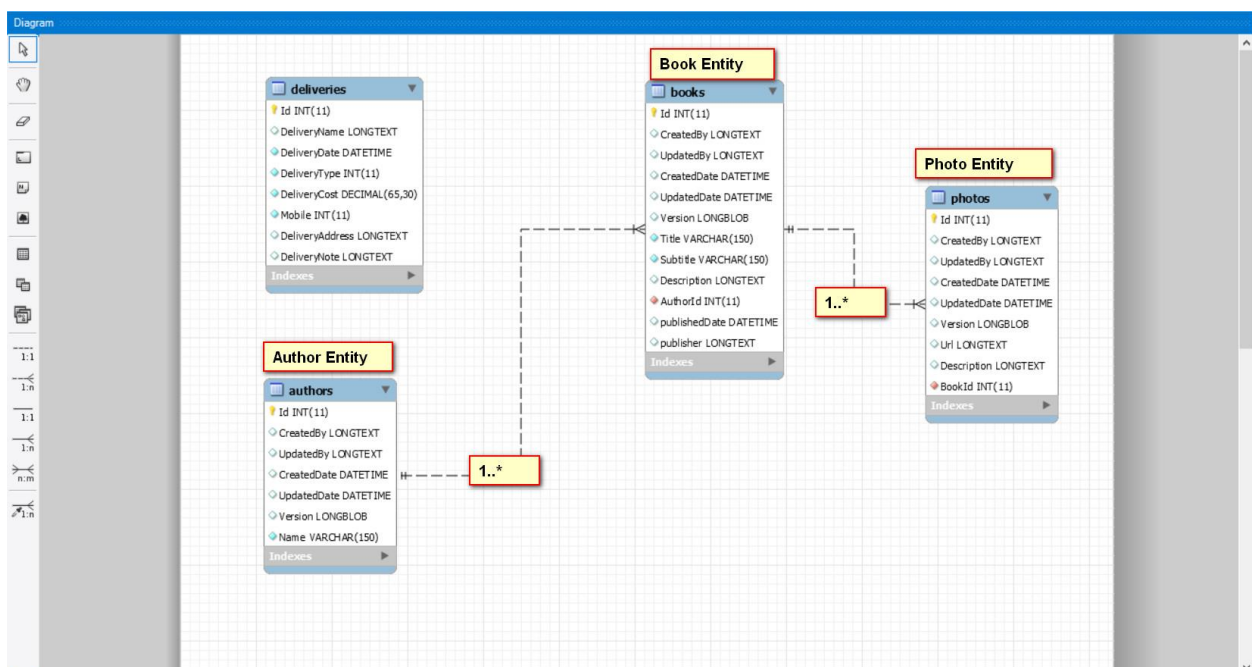 Diagram
deliveries
Id INT(11)
DeliveryName LONGTEXT
DeliveryDate DATETIME
DeliveryType INT(11)
DeliveryCost DECIMAL(65,30)
Mobile INT(11)
DeliveryAddress LONGTEXT
DeliveryNote LONGTEXT
Indexes
Author Entity
authors
Id INT(11)
CreatedBy LONGTEXT
UpdatedBy LONGTEXT
CreatedDate DATETIME
UpdatedDate DATETIME
Version LONGBLOB
Name VARCHAR(150)
Indexes
1..*
Book Entity
books
Id INT(11)
CreatedBy LONGTEXT
UpdatedBy LONGTEXT
CreatedDate DATETIME
UpdatedDate DATETIME
Version LONGBLOB
Title VARCHAR(150)
Subtitle VARCHAR(150)
Description LONGTEXT
AuthorId INT(11)
publishedDate DATETIME
publisher LONGTEXT
Indexes
1..*
Photo Entity
photos
Id INT(11)
CreatedBy LONGTEXT
UpdatedBy LONGTEXT
CreatedDate DATETIME
UpdatedDate DATETIME
Version LONGBLOB
Url LONGTEXT
Description LONGTEXT
BookId INT(11)
Indexes
1:1
1:n
1:1
1:n
n:m
1:n